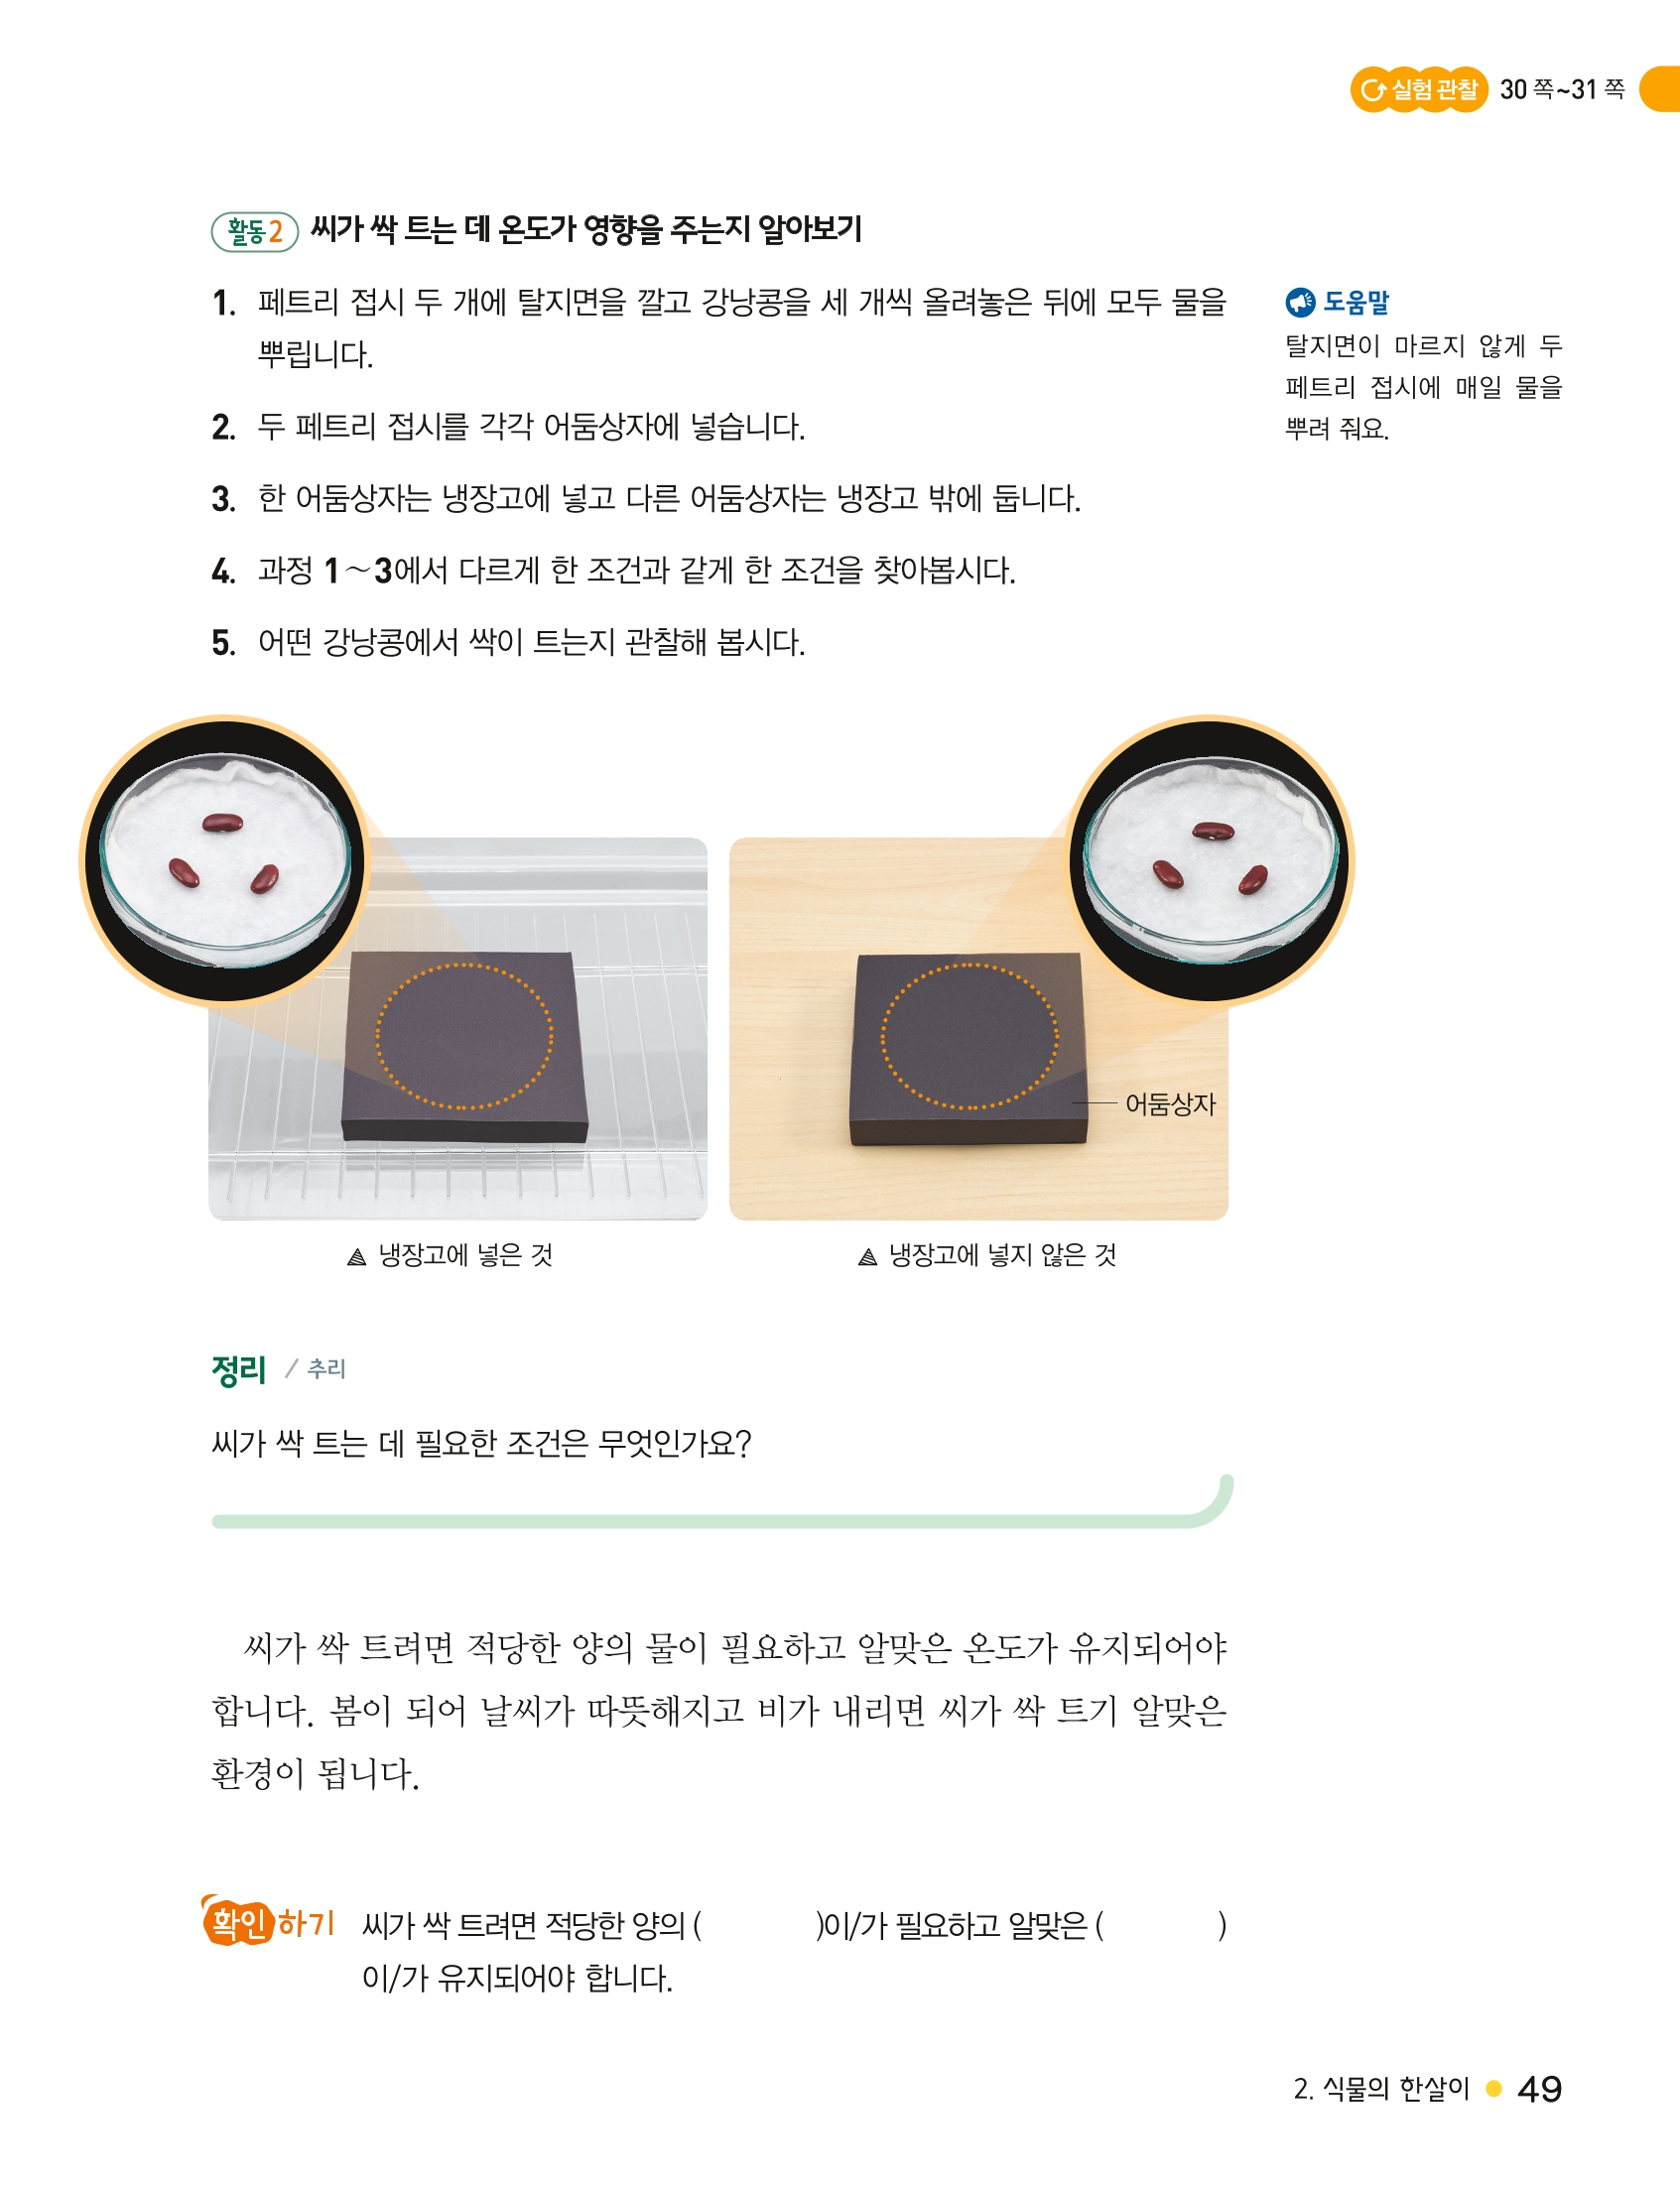 실험 관찰 30 쪽~31 쪽
활동 2 씨가 싹 트는 데 온도가 영향을 주는지 알아보기
1. 페트리 접시 두 개에 탈지면을 깔고 강낭콩을 세 개씩 올려놓은 뒤에 모두 물을
뿌립니다.
2. 두 페트리 접시를 각각 어둠상자에 넣습니다.
3. 한 어둠상자는 냉장고에 넣고 다른 어둠상자는 냉장고 밖에 둡니다.
4. 과정 1~3에서 다르게 한 조건과 같게 한 조건을 찾아봅시다.
5. 어떤 강낭콩에서 싹이 트는지 관찰해 봅시다.
도움말
탈지면이 마르지 않게 두
페트리 접시에 매일 물을
뿌려 줘요.
어둠상자
냉장고에 넣은 것
냉장고에 넣지 않은 것
정리 / 추리
씨가 싹 트는 데 필요한 조건은 무엇인가요?
씨가 싹 트려면 적당한 양의 물이 필요하고 알맞은 온도가 유지되어야
합니다. 봄이 되어 날씨가 따뜻해지고 비가 내리면 씨가 싹 트기 알맞은
환경이 됩니다.
확인하기 씨가 싹 트려면 적당한 양의 ( )이/가 필요하고 알맞은 ( )
이/가 유지되어야 합니다.
2. 식물의 한살이 49